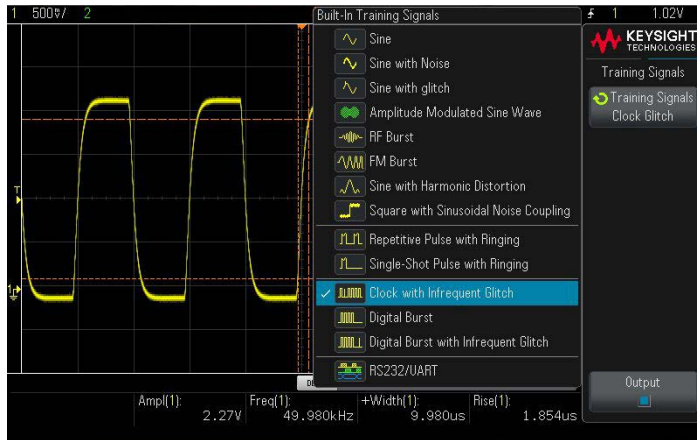 1 500℧/ 2
Built-In Training Signals
1 1.02V
KEYSIGHT
TECHNOLOGIES
Training Signals
Training Signals
Clock Glitch
Sine
Sine with Noise
Sine with glitch
Amplitude Modulated Sine Wave
RF Burst
FM Burst
Sine with Harmonic Distortion
Square with Sinusoidal Noise Coupling
Repetitive Pulse with Ringing
Single-Shot Pulse with Ringing
Clock with Infrequent Glitch
Digital Burst
Digital Burst with Infrequent Glitch
RS232/UART
T
1
Output
Ampl(1): Freq(1): +Width(1): Rise(1):
2.27V 49.980kHz 9.980us 1.854us